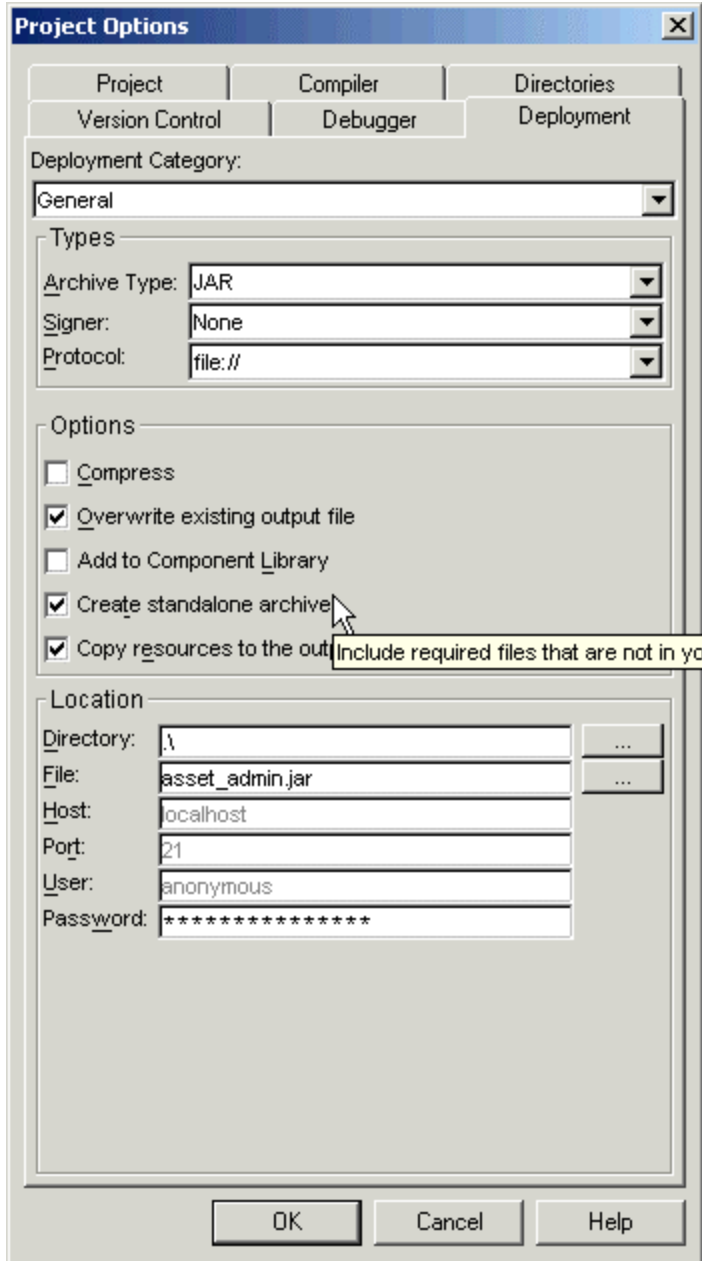 Project Options
Project Compiler Directories
Version Control Debugger Deployment
Deployment Category:
General
Types
Archive Type: JAR
Signer: None
Protocol: file://
Options
Compress
Overwrite existing output file
Add to Component Library
Create standalone archive
Copy resources to the out
Include required files that are not in yo
Location
Directory: .\ ...
File: asset_admin.jar ...
Host: localhost
Port: 21
User: anonymous
Password: ***************
OK Cancel Help